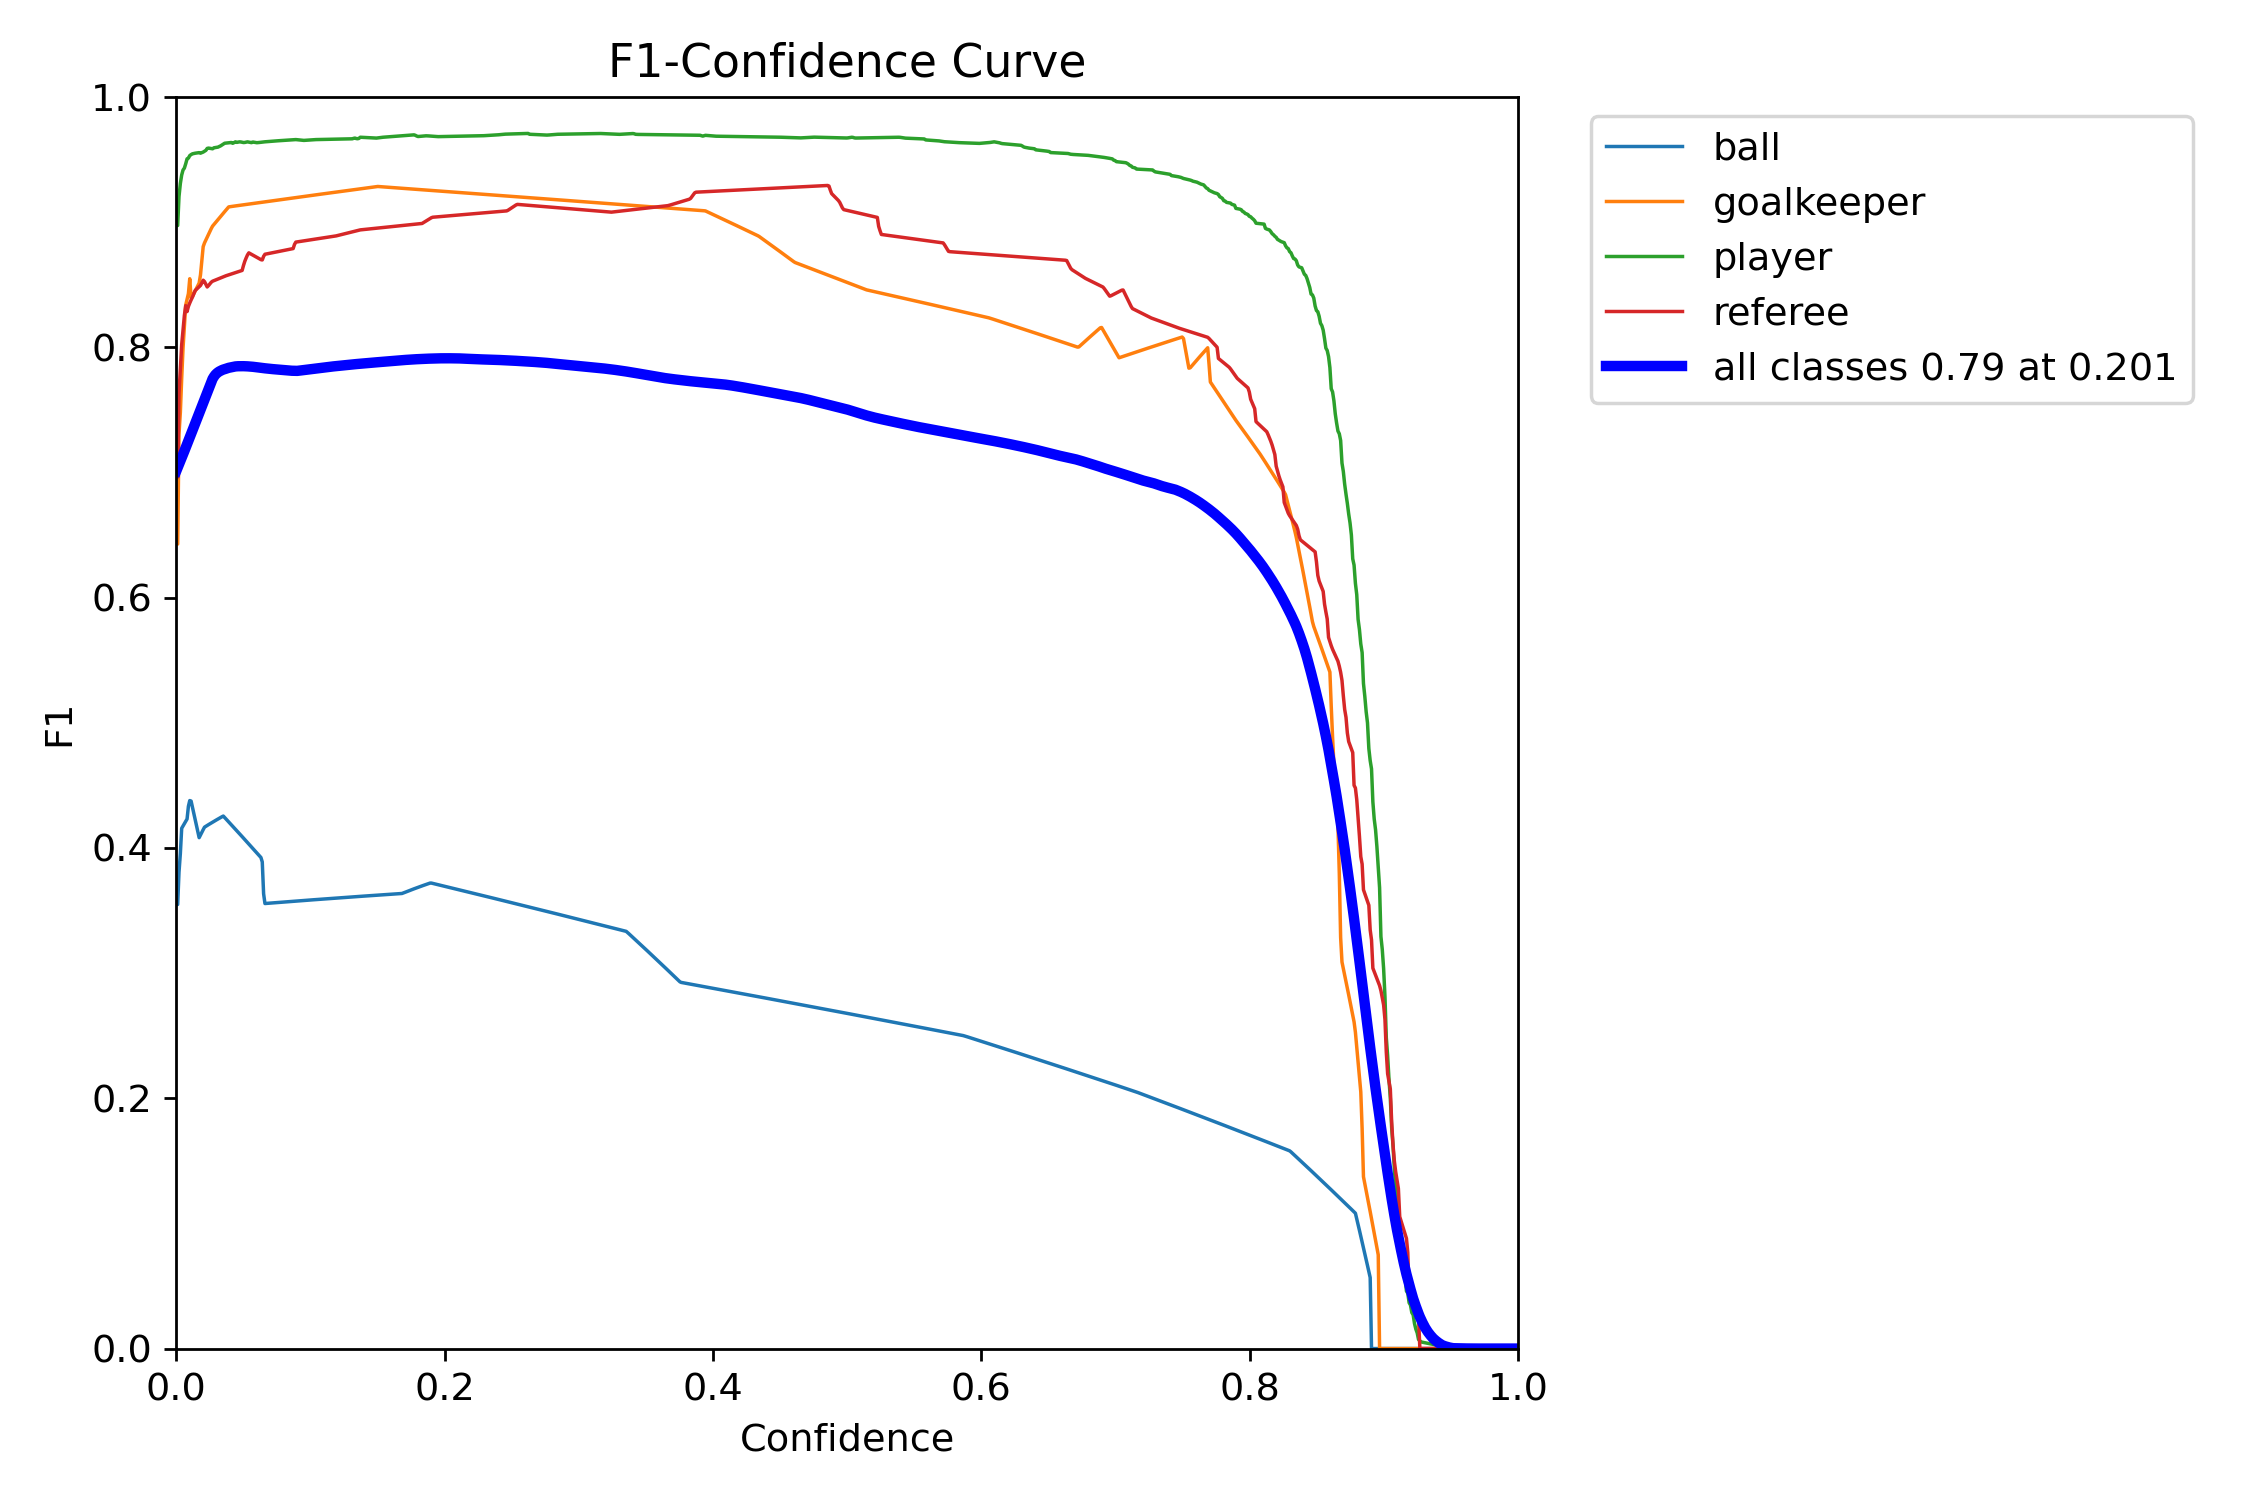 F1-Confidence Curve
1.0
0.8
0.6
0.4
0.2
0.0
F1
0.0 0.2 0.4 0.6 0.8 1.0
Confidence
ball
goalkeeper
player
referee
all classes 0.79 at 0.201